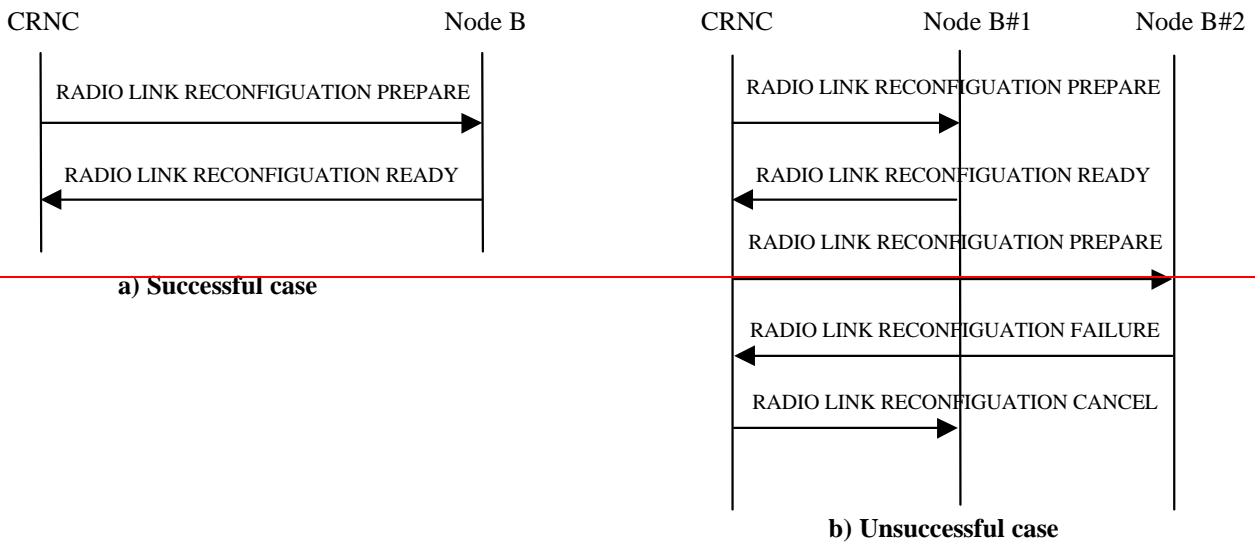 CRNC
Node B
RADIO LINK RECONFIGUATION PREPARE
RADIO LINK RECONFIGUATION READY
a) Successful case
CRNC
Node B#1
Node B#2
RADIO LINK RECONFIGUATION PREPARE
RADIO LINK RECONFIGUATION READY
RADIO LINK RECONFIGUATION PREPARE
RADIO LINK RECONFIGUATION FAILURE
RADIO LINK RECONFIGUATION CANCEL
b) Unsuccessful case